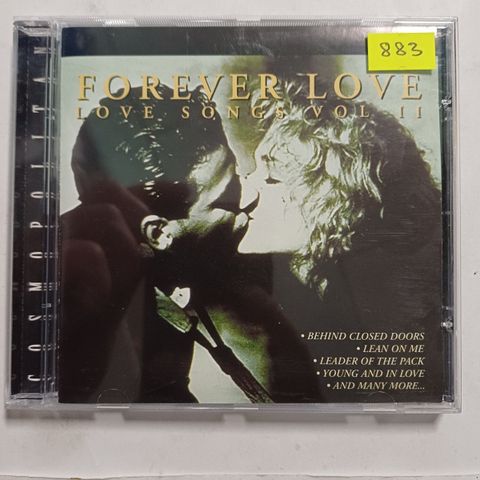 883
FOREVER LOVE
LOVE SONGS VOL II
COSMOPOLITAN
• BEHIND CLOSED DOORS
• LEAN ON ME
• LEADER OF THE PACK
• YOUNG AND IN LOVE
• AND MANY MORE...